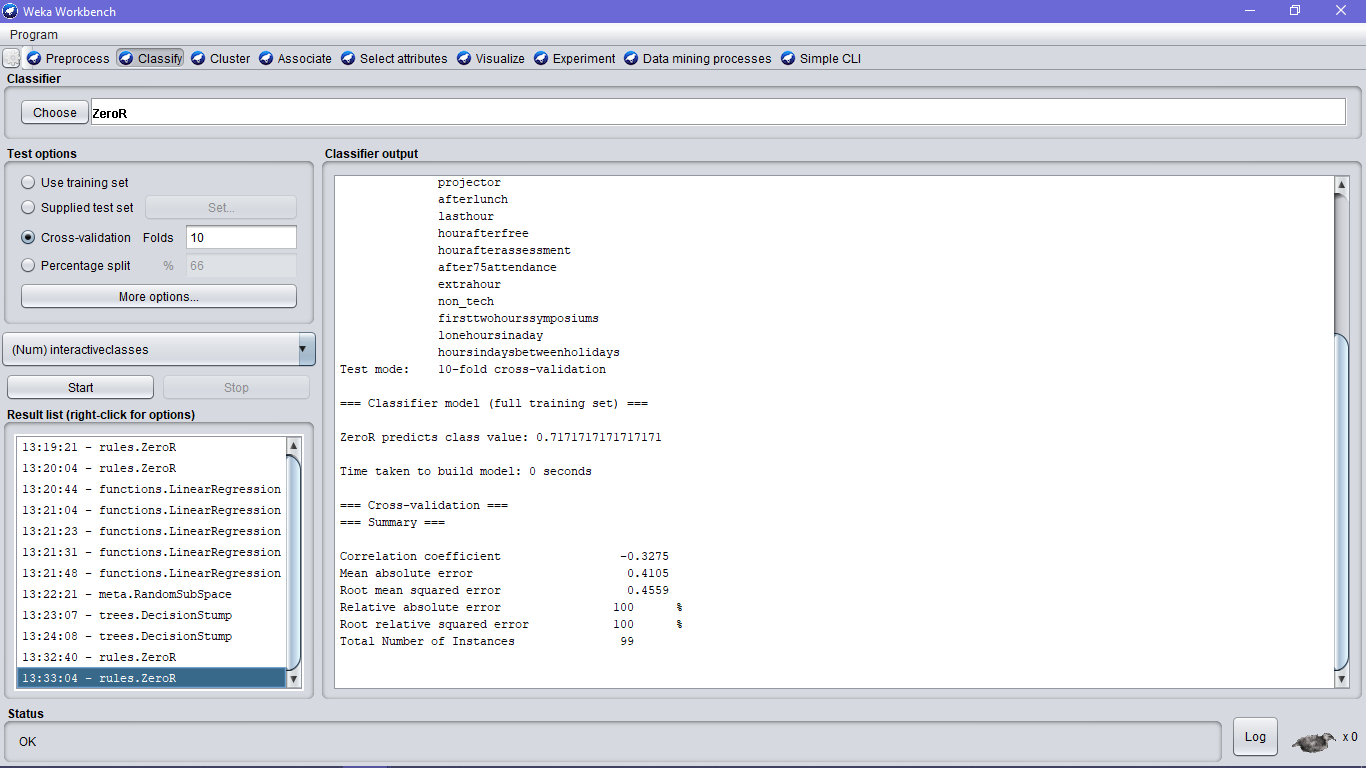 Weka Workbench
Program
Preprocess Classify Cluster Associate Select attributes Visualize Experiment Data mining processes Simple CLI
Classifier
Choose ZeroR
Test options
Use training set
Supplied test set Set...
Cross-validation Folds 10
Percentage split % 66
More options...
(Num) interactiveclasses
Start Stop
Result list (right-click for options)
13:19:21 - rules.ZeroR
13:20:04 - rules.ZeroR
13:20:44 - functions.LinearRegression
13:21:04 - functions.LinearRegression
13:21:23 - functions.LinearRegression
13:21:31 - functions.LinearRegression
13:21:48 - functions.LinearRegression
13:22:21 - meta.RandomSubSpace
13:23:07 - trees.DecisionStump
13:24:08 - trees.DecisionStump
13:32:40 - rules.ZeroR
13:33:04 - rules.ZeroR
Classifier output
projector
afterlunch
lasthour
hourafterfree
hourafterassessment
after75attendance
extrahour
non_tech
firsttwohourssymposiums
lonehoursinaday
hoursindaysbetweenholidays
Test mode: 10-fold cross-validation
=== Classifier model (full training set) ===
ZeroR predicts class value: 0.7171717171717171
Time taken to build model: 0 seconds
=== Cross-validation ===
=== Summary ===
Correlation coefficient -0.3275
Mean absolute error 0.4105
Root mean squared error 0.4559
Relative absolute error 100 %
Root relative squared error 100 %
Total Number of Instances 99
Status
OK
Log x 0